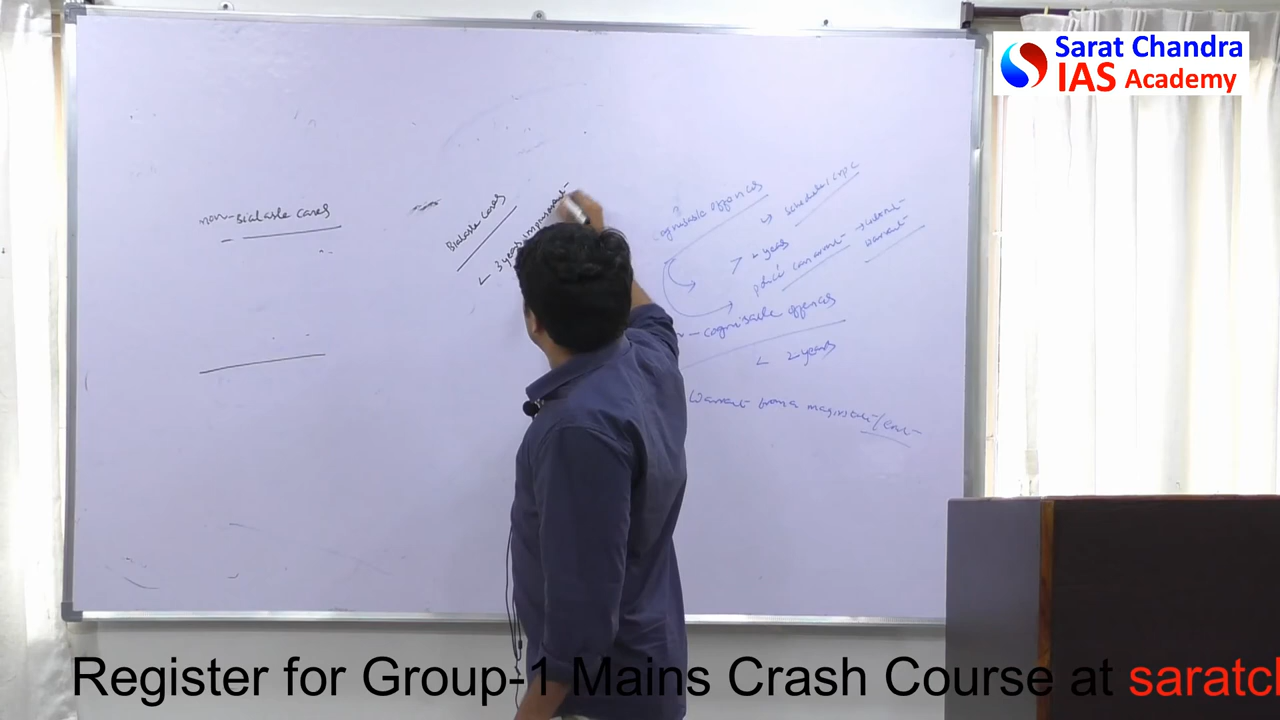 Sarat Chandra
IAS Academy
non-bailable cases
Bailable cases
< 3 years imprisonment
cognisable offences
→ schedule 1 CrPC
> 2 years
police can arrest → without
warrant
non-cognisable offences
< 2 years
warrant from a magistrate/court
Register for Group-1 Mains Crash Course at saratcl